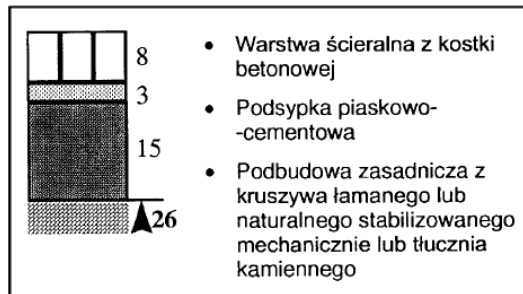 8
3
15
26
• Warstwa ścieralna z kostki
betonowej
• Podsypka piaskowo-
-cementowa
• Podbudowa zasadnicza z
kruszywa łamanego lub
naturalnego stabilizowanego
mechanicznie lub tłucznia
kamiennego